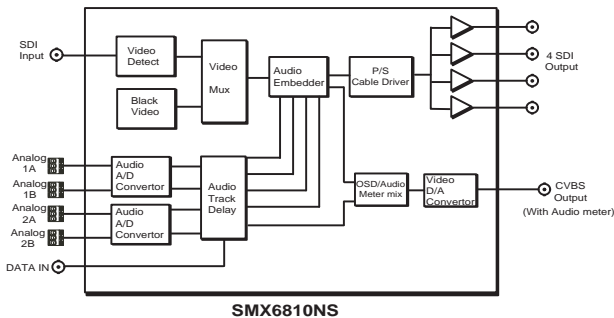 SDI
Input
Video
Detect
Black
Video
Video
Mux
Audio
Embedder
P/S
Cable Driver
4 SDI
Output
Analog
1A
Analog
1B
Analog
2A
Analog
2B
DATA IN
Audio
A/D
Convertor
Audio
A/D
Convertor
Audio
Track
Delay
OSD/Audio
Meter mix
Video
D/A
Convertor
CVBS
Output
(With Audio meter)
SMX6810NS